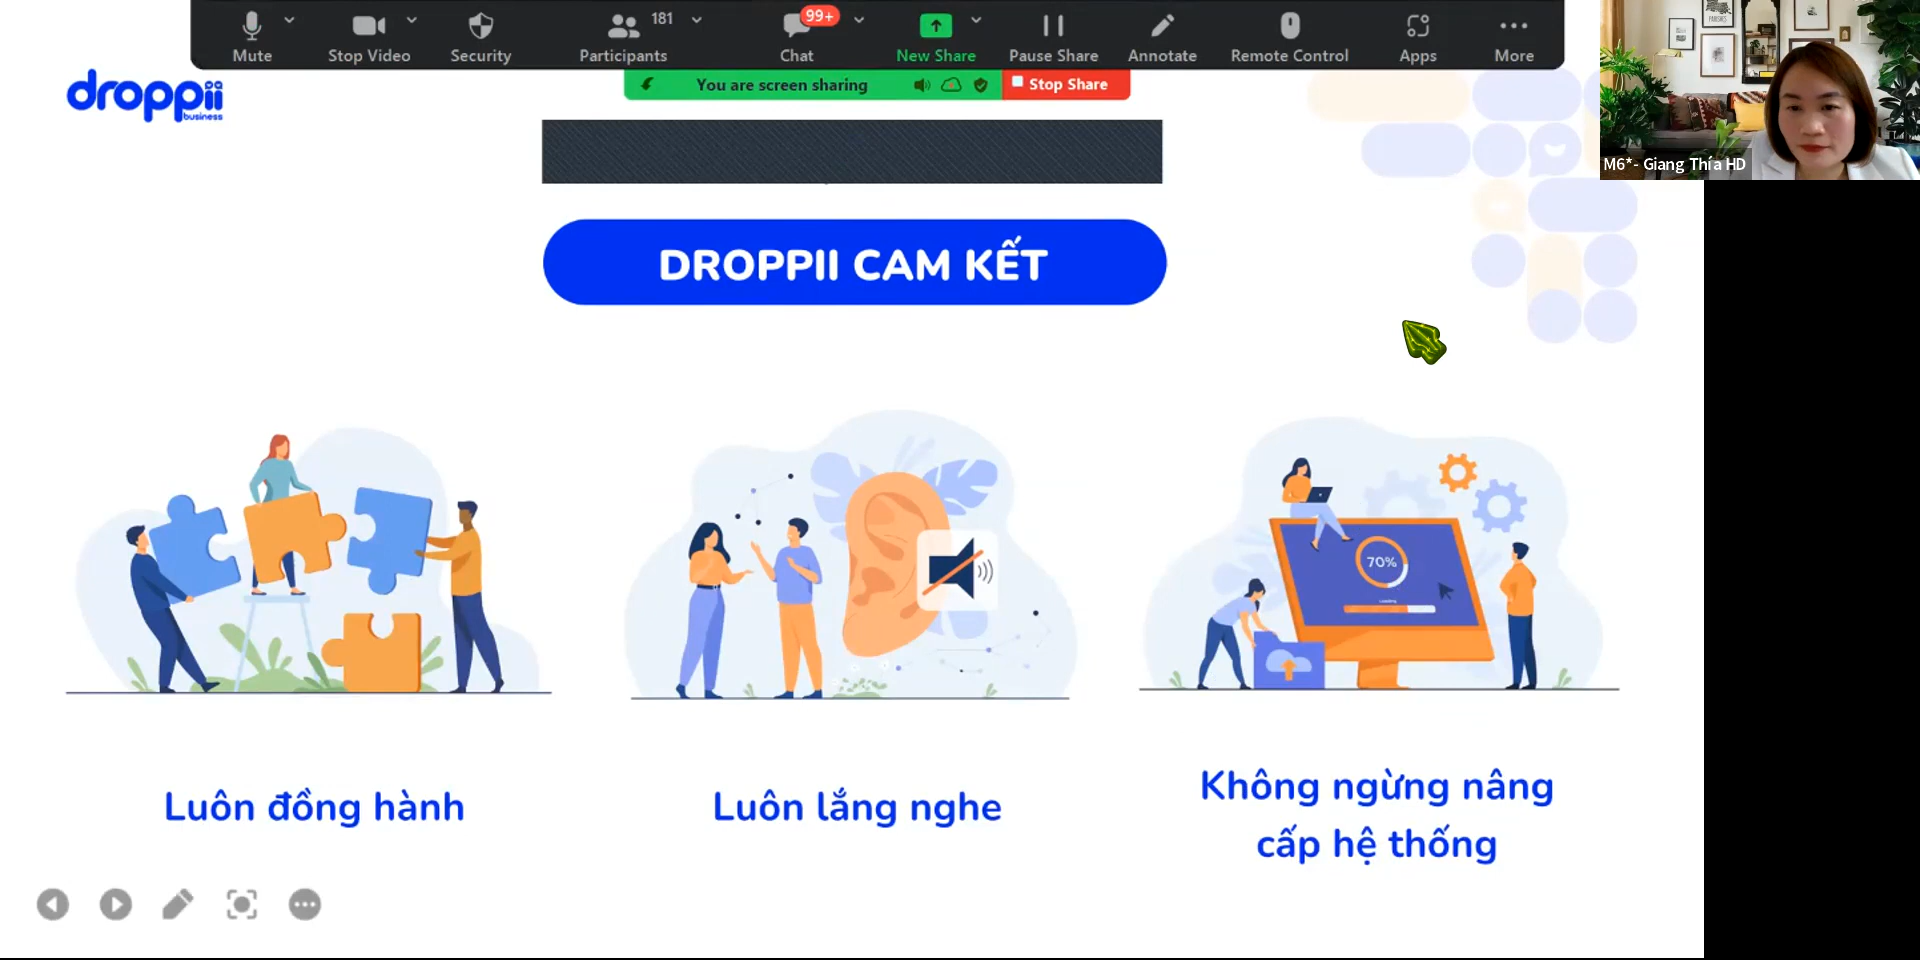 Mute
Stop Video
Security
Participants
181
Chat
99+
New Share
Pause Share
Annotate
Remote Control
Apps
More
You are screen sharing
Stop Share
droppii
business
M6*- Giang Thía HD
DROPPII CAM KẾT
70%
Loading
Luôn đồng hành
Luôn lắng nghe
Không ngừng nâng
cấp hệ thống